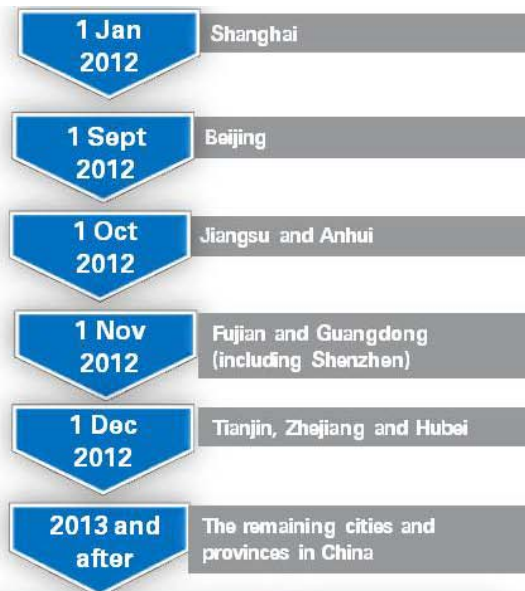 1 Jan
2012
Shanghai
1 Sept
2012
Beijing
1 Oct
2012
Jiangsu and Anhui
1 Nov
2012
Fujian and Guangdong
(including Shenzhen)
1 Dec
2012
Tianjin, Zhejiang and Hubei
2013 and
after
The remaining cities and
provinces in China